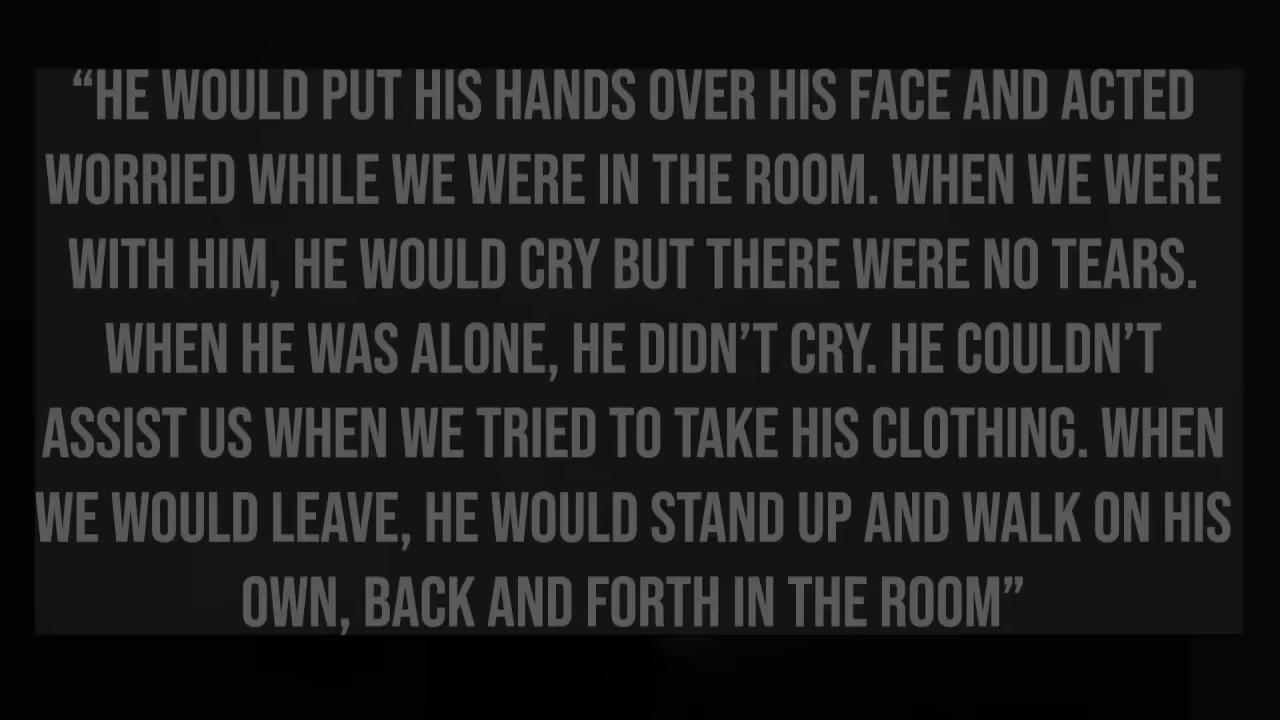 “HE WOULD PUT HIS HANDS OVER HIS FACE AND ACTED
WORRIED WHILE WE WERE IN THE ROOM. WHEN WE WERE
WITH HIM, HE WOULD CRY BUT THERE WERE NO TEARS.
WHEN HE WAS ALONE, HE DIDN’T CRY. HE COULDN’T
ASSIST US WHEN WE TRIED TO TAKE HIS CLOTHING. WHEN
WE WOULD LEAVE, HE WOULD STAND UP AND WALK ON HIS
OWN, BACK AND FORTH IN THE ROOM”